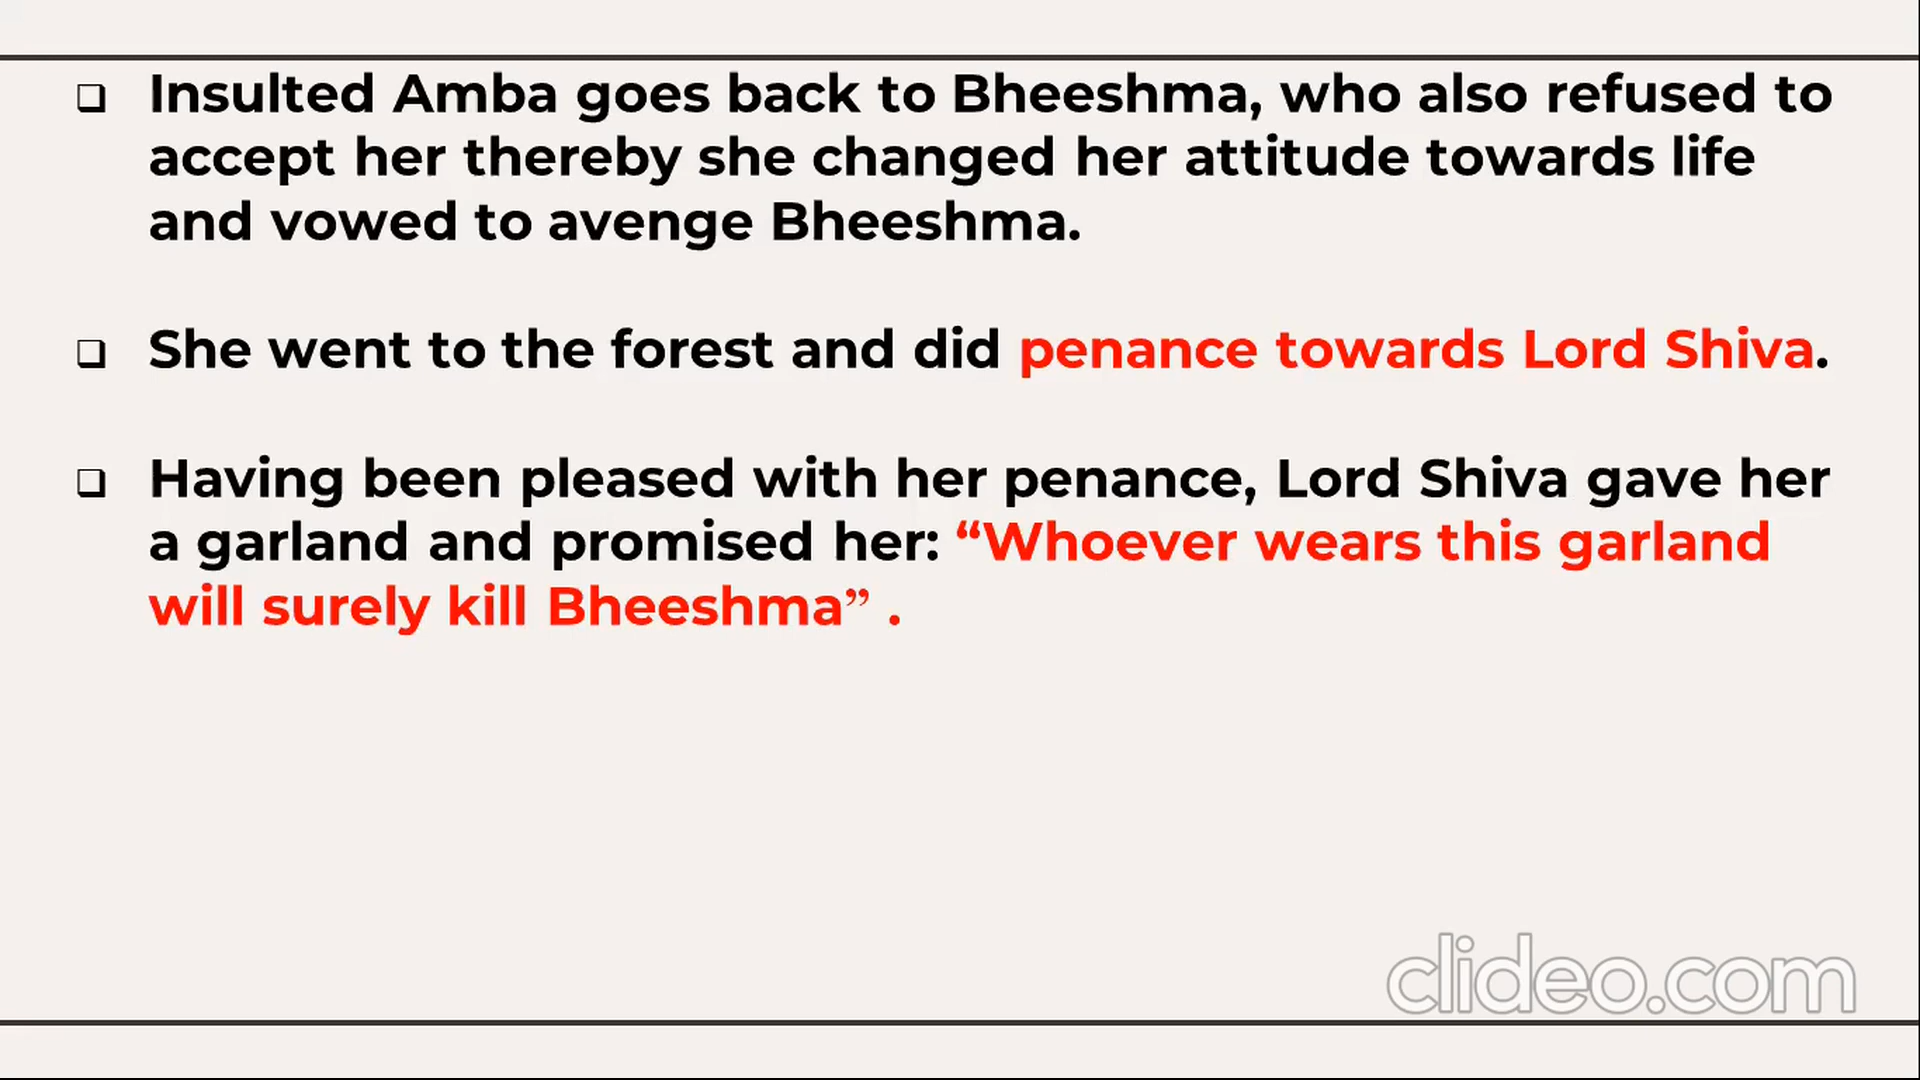 ❑ Insulted Amba goes back to Bheeshma, who also refused to
accept her thereby she changed her attitude towards life
and vowed to avenge Bheeshma.
❑ She went to the forest and did penance towards Lord Shiva.
❑ Having been pleased with her penance, Lord Shiva gave her
a garland and promised her: “Whoever wears this garland
will surely kill Bheeshma” .
clideo.com